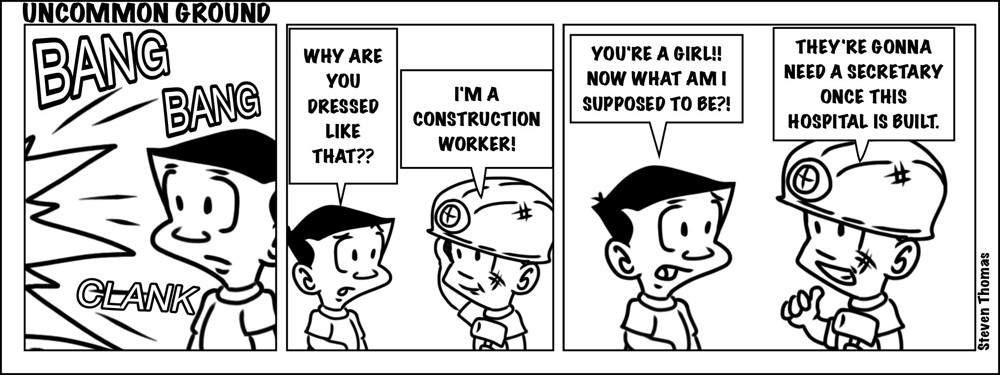 UNCOMMON GROUND
BANG
BANG
CLANK
WHY ARE
YOU
DRESSED
LIKE
THAT??
I'M A
CONSTRUCTION
WORKER!
YOU'RE A GIRL!!
NOW WHAT AM I
SUPPOSED TO BE?!
THEY'RE GONNA
NEED A SECRETARY
ONCE THIS
HOSPITAL IS BUILT.
Steven Thomas